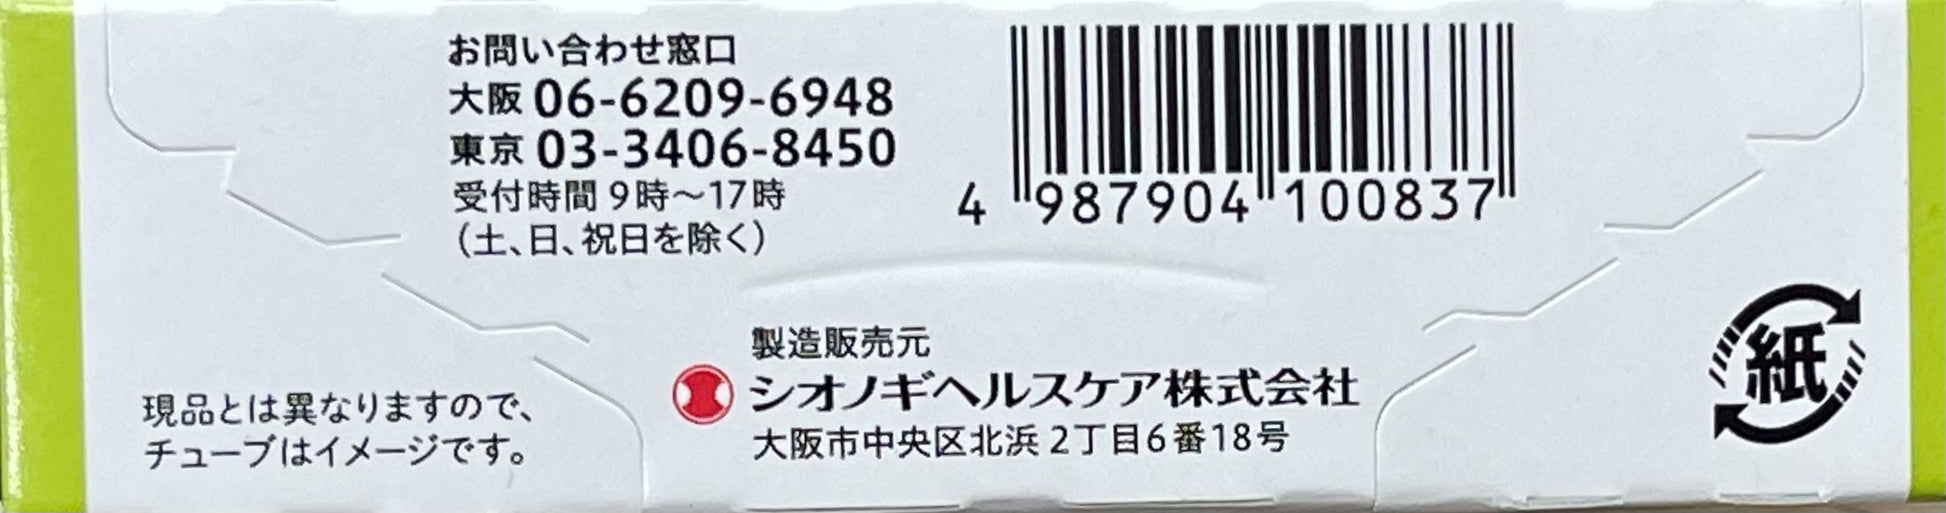 お問い合わせ窓口
大阪 06-6209-6948
東京 03-3406-8450
受付時間 9時～17時
(土、日、祝日を除く)
4 987904 100837
製造販売元
シオノギヘルスケア株式会社
大阪市中央区北浜 2丁目6番18号
現品とは異なりますので、
チューブはイメージです。
紙